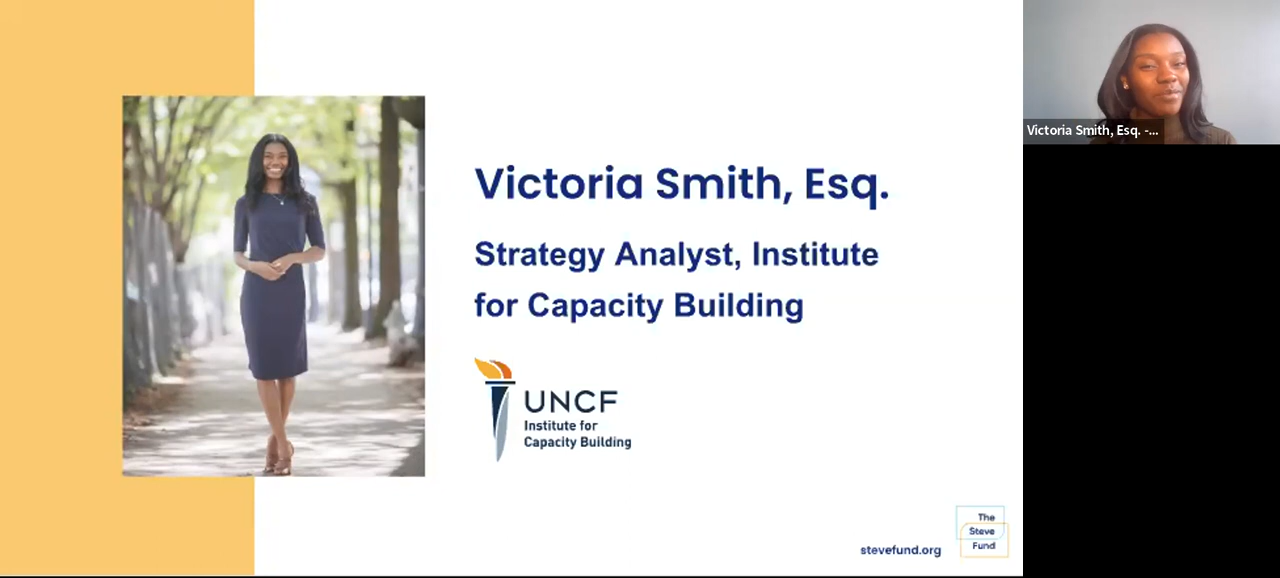 Victoria Smith, Esq.
Strategy Analyst, Institute
for Capacity Building
UNCF
Institute for
Capacity Building
stevefund.org
The
Steve
Fund
Victoria Smith, Esq. -...